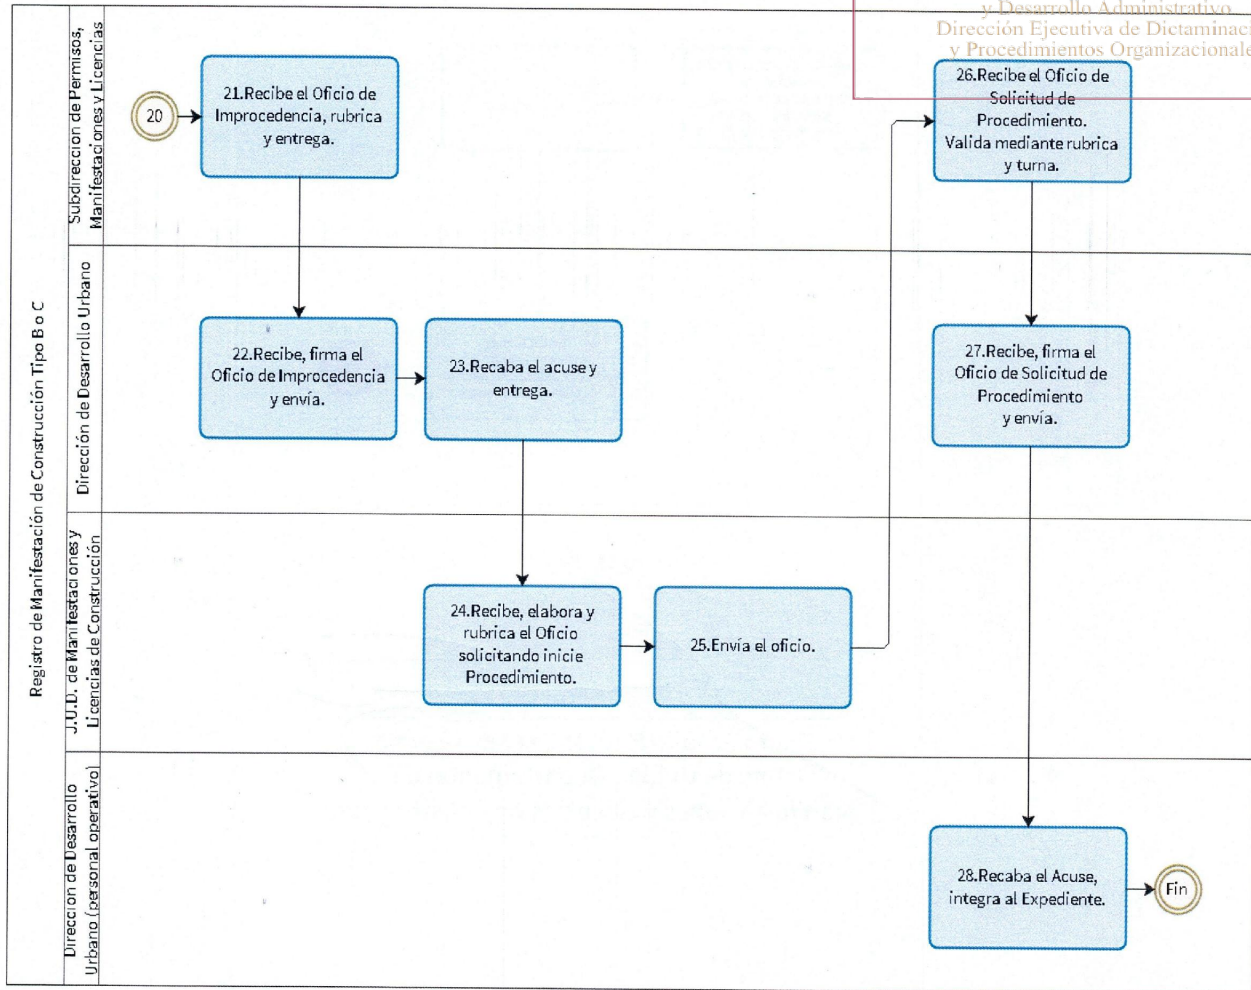 y Desarrollo Administrativo
Dirección Ejecutiva de Dictaminaci
y Procedimientos Organizacionale
Registro de Manifestación de Construcción Tipo B o C
Subdirección de Permisos,
Manifestaciones y Licencias
20
21.Recibe el Oficio de
Improcedencia, rubrica
y entrega.
26.Recibe el Oficio de
Solicitud de
Procedimiento.
Valida mediante rubrica
y turna.
Dirección de Desarrollo Urbano
22.Recibe, firma el
Oficio de Improcedencia
y envía.
23.Recaba el acuse y
entrega.
27.Recibe, firma el
Oficio de Solicitud de
Procedimiento
y envía.
J.U.D. de Manifestaciones y
Licencias de Construcción
24.Recibe, elabora y
rubrica el Oficio
solicitando inicie
Procedimiento.
25.Envía el oficio.
Direccion de Desarrollo
Urbano (personal operativo)
28.Recaba el Acuse,
integra al Expediente.
Fin